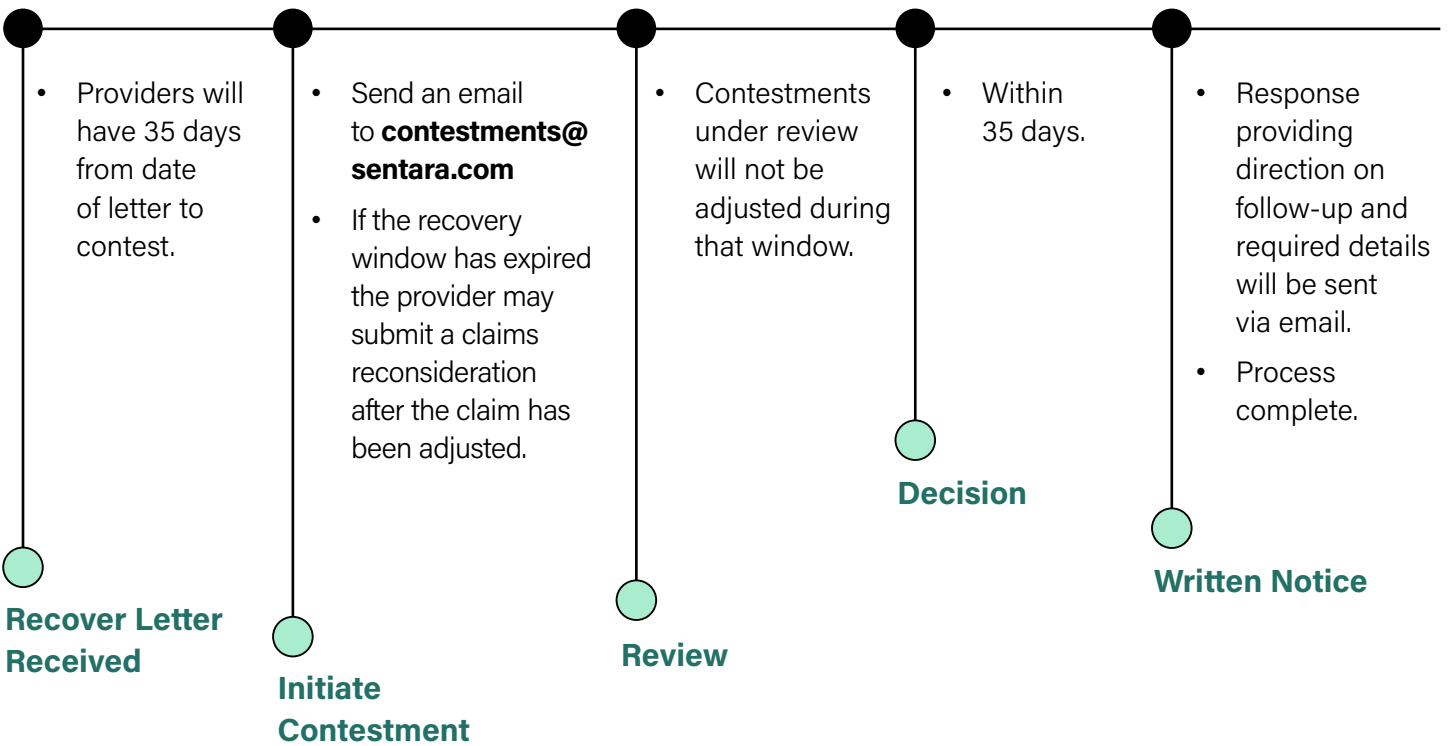 • Providers will
have 35 days
from date
of letter to
contest.
Recover Letter
Received
• Send an email
to contestments@
sentara.com
• If the recovery
window has expired
the provider may
submit a claims
reconsideration
after the claim has
been adjusted.
Initiate
Contestment
• Contestments
under review
will not be
adjusted during
that window.
Review
• Within
35 days.
Decision
• Response
providing
direction on
follow-up and
required details
will be sent
via email.
• Process
complete.
Written Notice